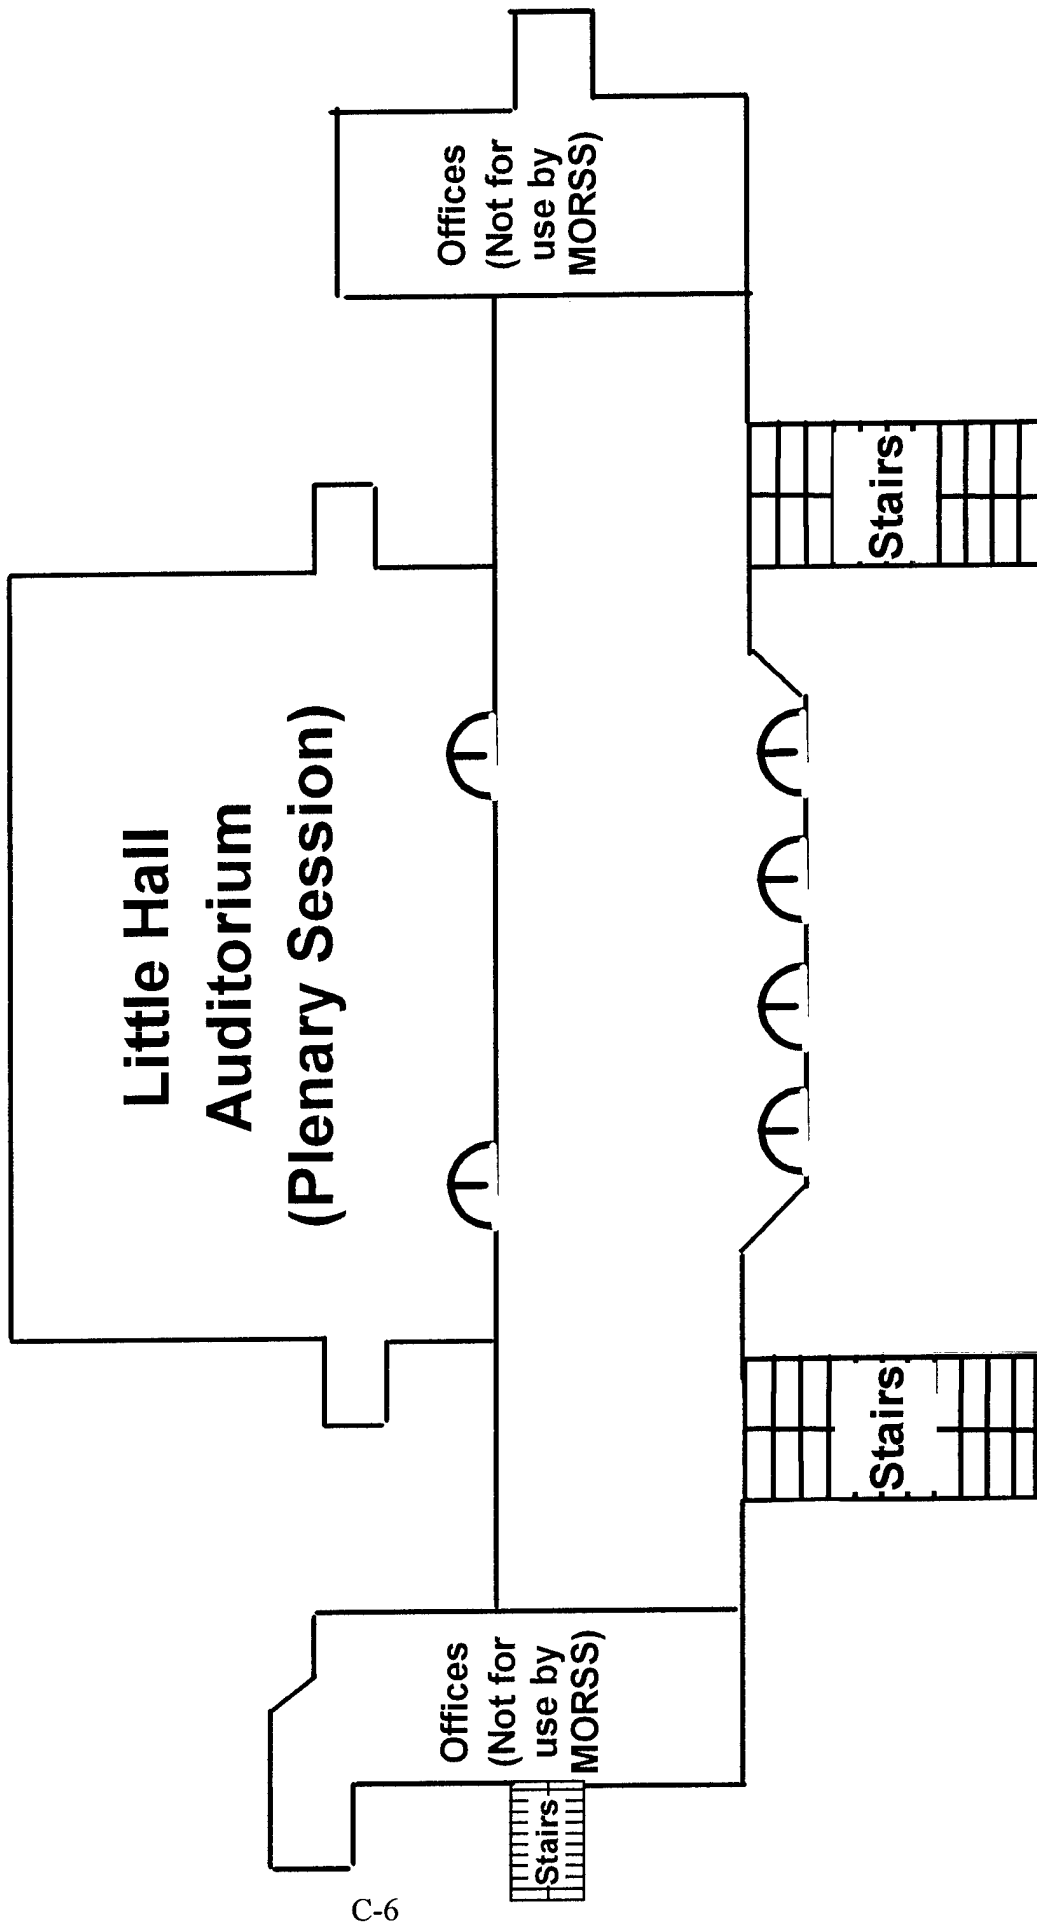 Little Hall
Auditorium
(Plenary Session)
Offices
(Not for
use by
MORSS)
Stairs
Offices
(Not for
use by
MORSS)
Stairs
Stairs
C-6